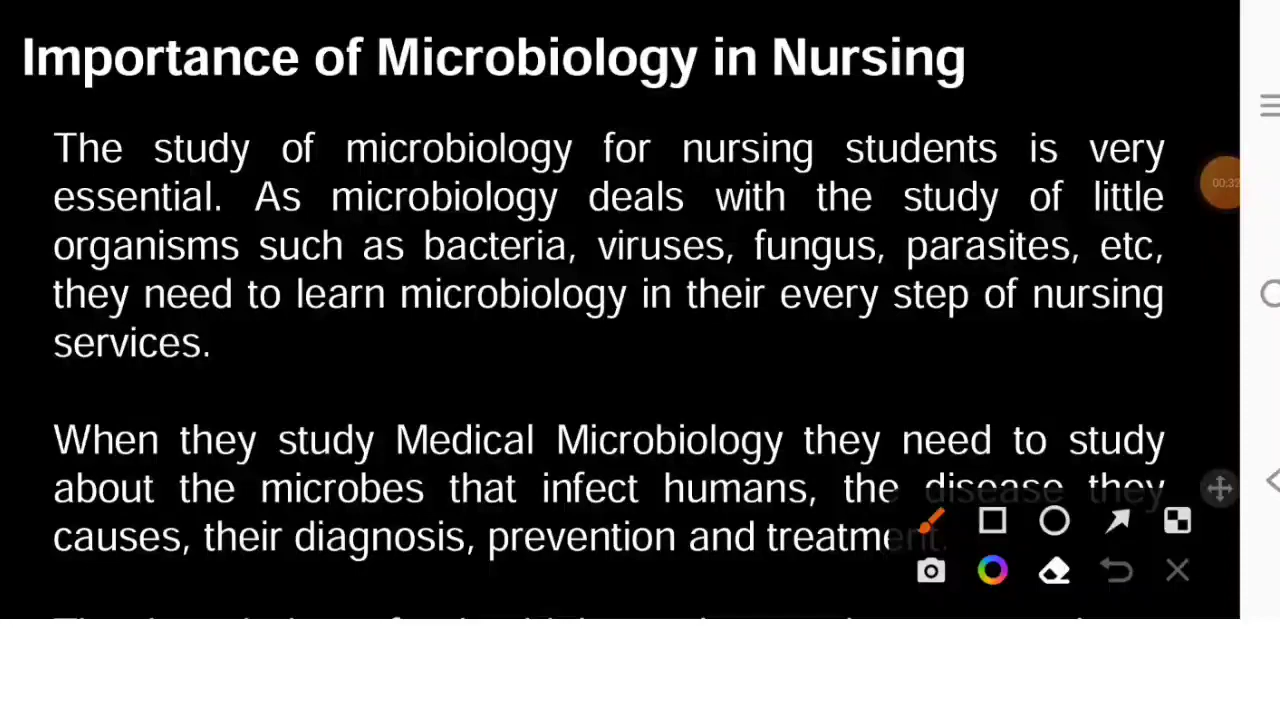 Importance of Microbiology in Nursing
The study of microbiology for nursing students is very
essential. As microbiology deals with the study of little
organisms such as bacteria, viruses, fungus, parasites, etc,
they need to learn microbiology in their every step of nursing
services.
00:32
When they study Medical Microbiology they need to study
about the microbes that infect humans, the disease they
causes, their diagnosis, prevention and treatment.